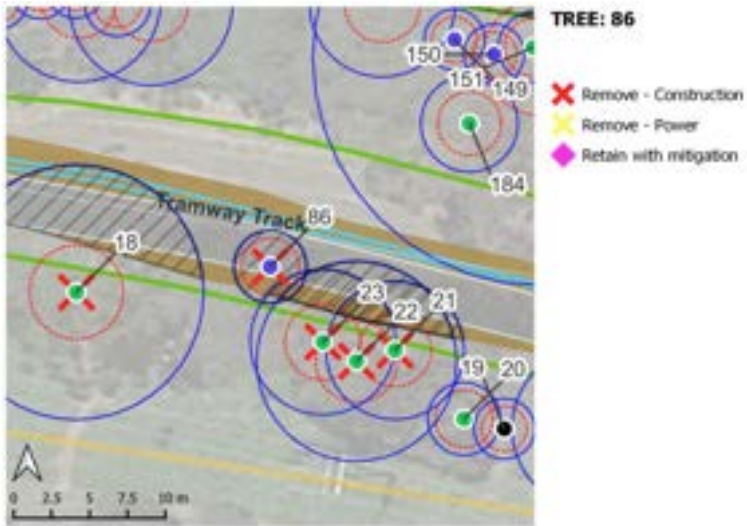 TREE: 86
Remove - Construction
Remove - Power
Retain with mitigation
150
151
149
184
Tramway Track
86
18
23
22
21
19
20
0 2.5 5 7.5 10 m